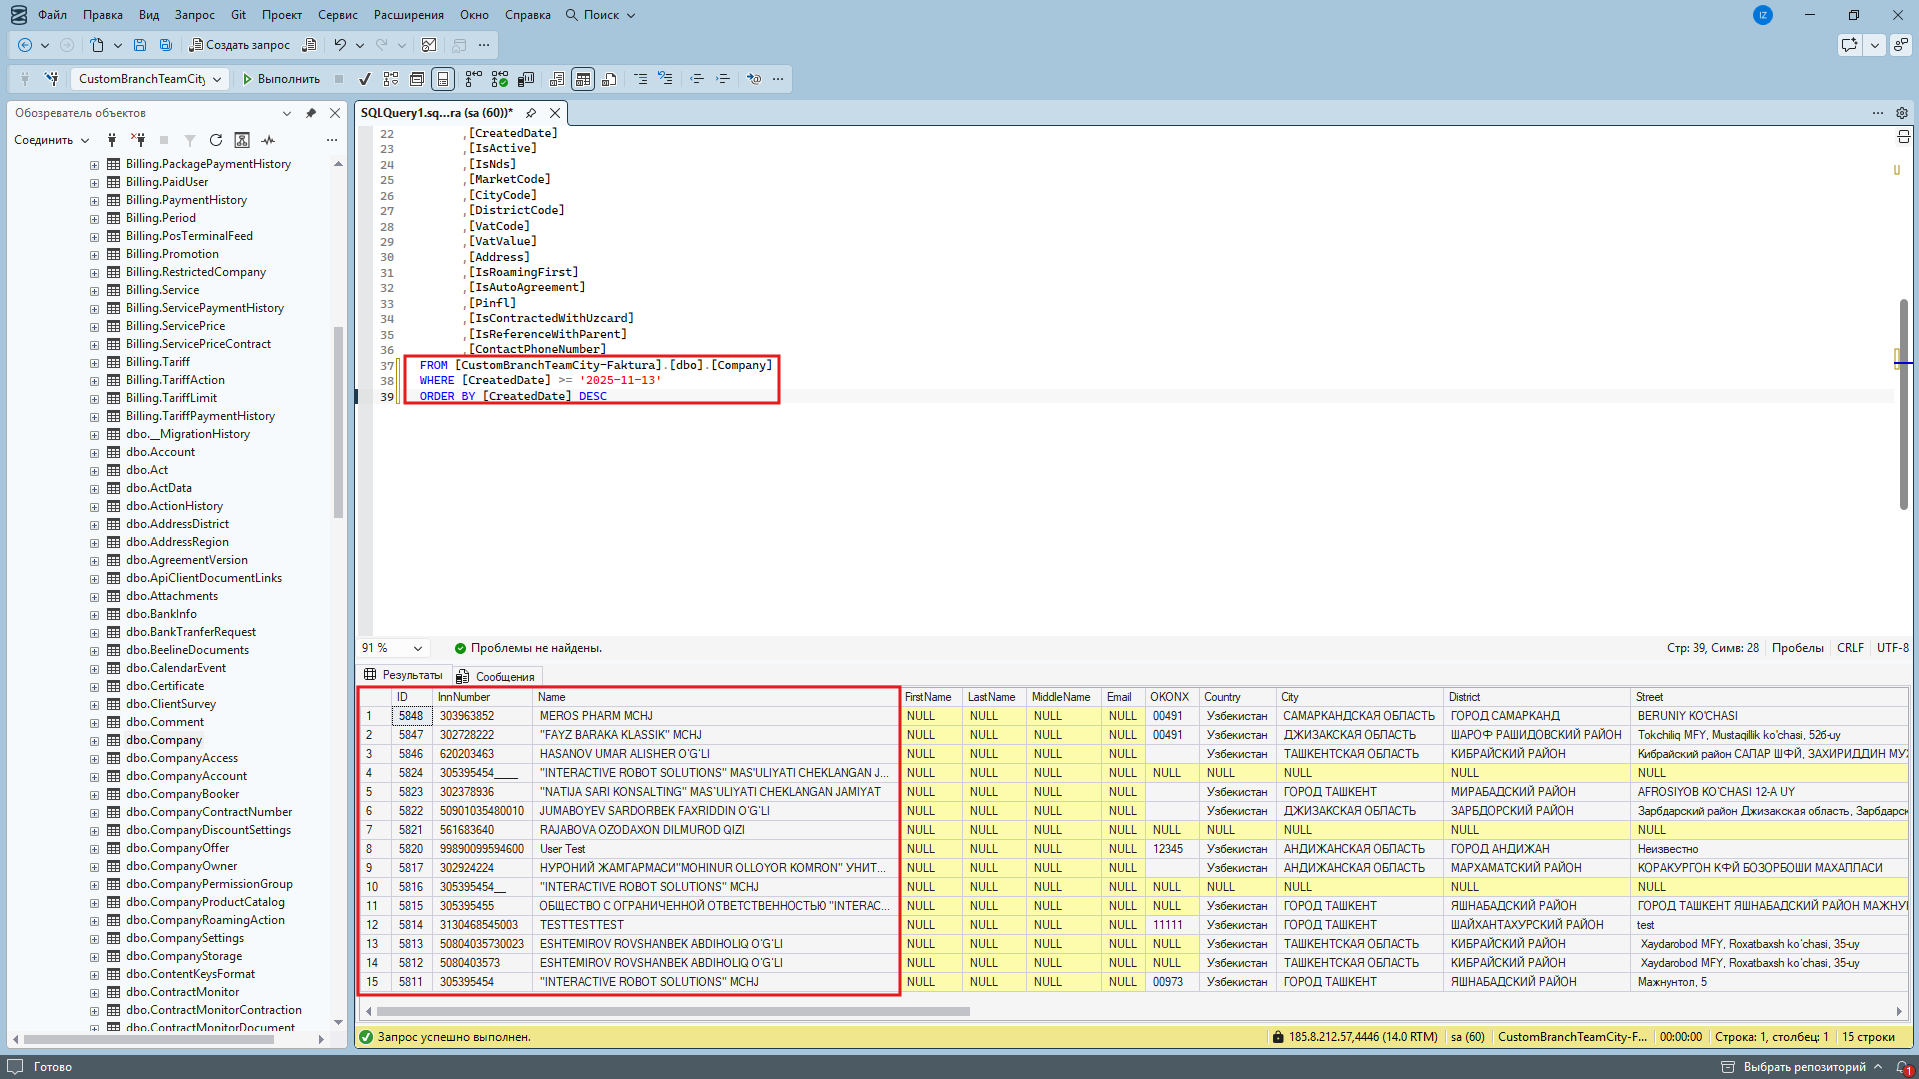 Файл Правка Вид Запрос Git Проект Сервис Расширения Окно Справка Поиск IZ
Создать запрос
CustomBranchTeamCity Выполнить
Обозреватель объектов
Соединить
Billing.PackagePaymentHistory
Billing.PaidUser
Billing.PaymentHistory
Billing.Period
Billing.PosTerminalFeed
Billing.Promotion
Billing.RestrictedCompany
Billing.Service
Billing.ServicePaymentHistory
Billing.ServicePrice
Billing.ServicePriceContract
Billing.Tariff
Billing.TariffAction
Billing.TariffLimit
Billing.TariffPaymentHistory
dbo.__MigrationHistory
dbo.Account
dbo.Act
dbo.ActData
dbo.ActionHistory
dbo.AddressDistrict
dbo.AddressRegion
dbo.AgreementVersion
dbo.ApiClientDocumentLinks
dbo.Attachments
dbo.BankInfo
dbo.BankTranferRequest
dbo.BeelineDocuments
dbo.CalendarEvent
dbo.Certificate
dbo.ClientSurvey
dbo.Comment
dbo.Company
dbo.CompanyAccess
dbo.CompanyAccount
dbo.CompanyBooker
dbo.CompanyContractNumber
dbo.CompanyDiscountSettings
dbo.CompanyOffer
dbo.CompanyOwner
dbo.CompanyPermissionGroup
dbo.CompanyProductCatalog
dbo.CompanyRoamingAction
dbo.CompanySettings
dbo.CompanyStorage
dbo.ContentKeysFormat
dbo.ContractMonitor
dbo.ContractMonitorContraction
dbo.ContractMonitorDocument
SQLQuery1.sq...ra (sa (60))*
22 ,[CreatedDate]
23 ,[IsActive]
24 ,[IsNds]
25 ,[MarketCode]
26 ,[CityCode]
27 ,[DistrictCode]
28 ,[VatCode]
29 ,[VatValue]
30 ,[Address]
31 ,[IsRoamingFirst]
32 ,[IsAutoAgreement]
33 ,[Pinfl]
34 ,[IsContractedWithUzcard]
35 ,[IsReferenceWithParent]
36 ,[ContactPhoneNumber]
37 FROM [CustomBranchTeamCity-Faktura].[dbo].[Company]
38 WHERE [CreatedDate] >= '2025-11-13'
39 ORDER BY [CreatedDate] DESC
91 % Проблемы не найдены. Стр: 39, Симв: 28 Пробелы CRLF UTF-8
Результаты Сообщения
ID InnNumber Name FirstName LastName MiddleName Email OKONX Country City District Street
1 5848 303963852 MEROS PHARM MCHJ NULL NULL NULL NULL 00491 Узбекистан САМАРКАНДСКАЯ ОБЛАСТЬ ГОРОД САМАРКАНД BERUNIY KO'CHASI
2 5847 302728222 "FAYZ BARAKA KLASSIK" MCHJ NULL NULL NULL NULL 00491 Узбекистан ДЖИЗАКСКАЯ ОБЛАСТЬ ШАРОФ РАШИДОВСКИЙ РАЙОН Tokchiliq MFY, Mustaqillik ko'chasi, 52б-uy
3 5846 620203463 HASANOV UMAR ALISHER O'G'LI NULL NULL NULL NULL Узбекистан ТАШКЕНТСКАЯ ОБЛАСТЬ КИБРАЙСКИЙ РАЙОН Кибрайский район САЛАР ШФЙ, ЗАХИРИДДИН МУ
4 5824 305395454____ "INTERACTIVE ROBOT SOLUTIONS" MAS'ULIYATI CHEKLANGAN J... NULL NULL NULL NULL NULL NULL NULL NULL NULL
5 5823 302378936 "NATIJA SARI KONSALTING" MAS`ULIYATI CHEKLANGAN JAMIYAT NULL NULL NULL NULL Узбекистан ГОРОД ТАШКЕНТ МИРАБАДСКИЙ РАЙОН AFROSIYOB KO'CHASI 12-A UY
6 5822 50901035480010 JUMABOYEV SARDORBEK FAXRIDDIN O'G'LI NULL NULL NULL NULL Узбекистан ДЖИЗАКСКАЯ ОБЛАСТЬ ЗАРБДОРСКИЙ РАЙОН Зарбдарский район Джизакская область, Зарбдарск
7 5821 561683640 RAJABOVA OZODAXON DILMUROD QIZI NULL NULL NULL NULL NULL NULL NULL NULL NULL
8 5820 99890099594600 User Test NULL NULL NULL NULL 12345 Узбекистан АНДИЖАНСКАЯ ОБЛАСТЬ ГОРОД АНДИЖАН Неизвестно
9 5817 302924224 НУРОНИЙ ЖАМГАРМАСИ"MOHINUR OLLOYOR KOMRON" УНИТ... NULL NULL NULL NULL Узбекистан АНДИЖАНСКАЯ ОБЛАСТЬ МАРХАМАТСКИЙ РАЙОН КОРАКУРГОН КФЙ БОЗОРБОШИ МАХАЛЛАСИ
10 5816 305395454__ "INTERACTIVE ROBOT SOLUTIONS" MCHJ NULL NULL NULL NULL NULL NULL NULL NULL NULL
11 5815 305395455 ОБЩЕСТВО С ОГРАНИЧЕННОЙ ОТВЕТСТВЕННОСТЬЮ "INTERAC... NULL NULL NULL NULL Узбекистан ГОРОД ТАШКЕНТ ЯШНАБАДСКИЙ РАЙОН ГОРОД ТАШКЕНТ ЯШНАБАДСКИЙ РАЙОН МАЖНУ
12 5814 3130468545003 TESTTESTTEST NULL NULL NULL NULL 11111 Узбекистан ГОРОД ТАШКЕНТ ШАЙХАНТАХУРСКИЙ РАЙОН test
13 5813 50804035730023 ESHTEMIROV ROVSHANBEK ABDIHOLIQ O'G'LI NULL NULL NULL NULL NULL Узбекистан ТАШКЕНТСКАЯ ОБЛАСТЬ КИБРАЙСКИЙ РАЙОН Xaydarobod MFY, Roxatbaxsh ko`chasi, 35-uy
14 5812 5080403573 ESHTEMIROV ROVSHANBEK ABDIHOLIQ O'G'LI NULL NULL NULL NULL NULL Узбекистан ТАШКЕНТСКАЯ ОБЛАСТЬ КИБРАЙСКИЙ РАЙОН Xaydarobod MFY, Roxatbaxsh ko`chasi, 35-uy
15 5811 305395454 "INTERACTIVE ROBOT SOLUTIONS" MCHJ NULL NULL NULL NULL 00973 Узбекистан ГОРОД ТАШКЕНТ ЯШНАБАДСКИЙ РАЙОН Мажнунтол, 5
Запрос успешно выполнен. 185.8.212.57,4446 (14.0 RTM) sa (60) CustomBranchTeamCity-F... 00:00:00 Строка: 1, столбец: 1 15 строки
Готово Выбрать репозиторий 1